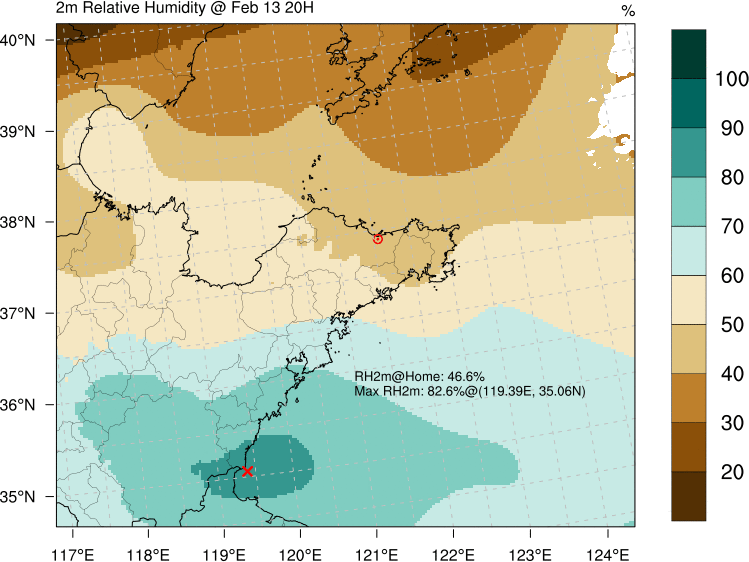 2m Relative Humidity @ Feb 13 20H
%
40°N
39°N
38°N
37°N
36°N
35°N
RH2m@Home: 46.6%
Max RH2m: 82.6%@(119.39E, 35.06N)
117°E 118°E 119°E 120°E 121°E 122°E 123°E 124°E
100
90
80
70
60
50
40
30
20